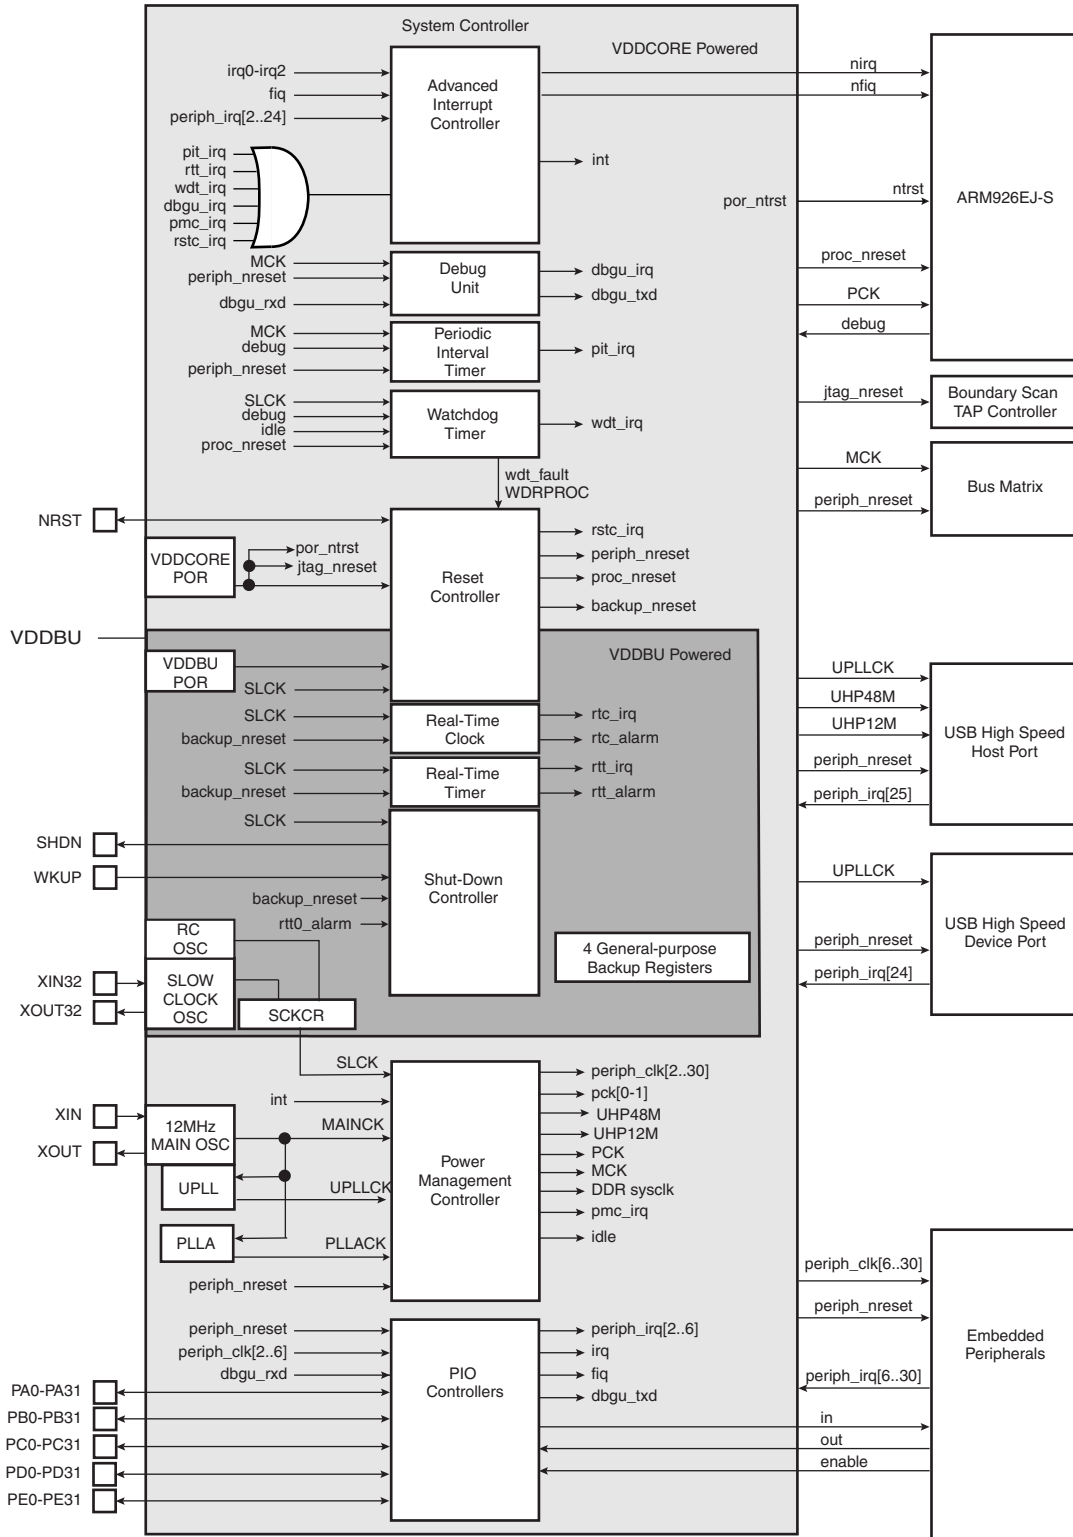 System Controller
VDDCORE Powered
irq0-irq2
fiq
periph_irq[2..24]
pit_irq
rtt_irq
wdt_irq
dbgu_irq
pmc_irq
rstc_irq
Advanced
Interrupt
Controller
int
nirq
nfiq
por_ntrst
ntrst
ARM926EJ-S
proc_nreset
PCK
debug
MCK
periph_nreset
dbgu_rxd
Debug
Unit
dbgu_irq
dbgu_txd
MCK
debug
periph_nreset
Periodic
Interval
Timer
pit_irq
SLCK
debug
idle
proc_nreset
Watchdog
Timer
wdt_irq
jtag_nreset
Boundary Scan
TAP Controller
MCK
periph_nreset
Bus Matrix
wdt_fault
WDRPROC
NRST
VDDCORE
POR
por_ntrst
jtag_nreset
Reset
Controller
rstc_irq
periph_nreset
proc_nreset
backup_nreset
VDDBU
VDDBU Powered
VDDBU
POR
SLCK
SLCK
backup_nreset
Real-Time
Clock
rtc_irq
rtc_alarm
SLCK
backup_nreset
Real-Time
Timer
rtt_irq
rtt_alarm
UPLLCK
UHP48M
UHP12M
periph_nreset
periph_irq[25]
USB High Speed
Host Port
SLCK
SHDN
WKUP
backup_nreset
rtt0_alarm
Shut-Down
Controller
4 General-purpose
Backup Registers
UPLLCK
periph_nreset
periph_irq[24]
USB High Speed
Device Port
RC
OSC
XIN32
XOUT32
SLOW
CLOCK
OSC
SCKCR
SLCK
int
XIN
XOUT
12MHz
MAIN OSC
MAINCK
UPLL
UPLLCK
PLLA
PLLACK
periph_nreset
Power
Management
Controller
periph_clk[2..30]
pck[0-1]
UHP48M
UHP12M
PCK
MCK
DDR sysclk
pmc_irq
idle
periph_nreset
periph_clk[2..6]
dbgu_rxd
PA0-PA31
PB0-PB31
PC0-PC31
PD0-PD31
PE0-PE31
PIO
Controllers
periph_irq[2..6]
irq
fiq
dbgu_txd
periph_clk[6..30]
periph_nreset
periph_irq[6..30]
in
out
enable
Embedded
Peripherals